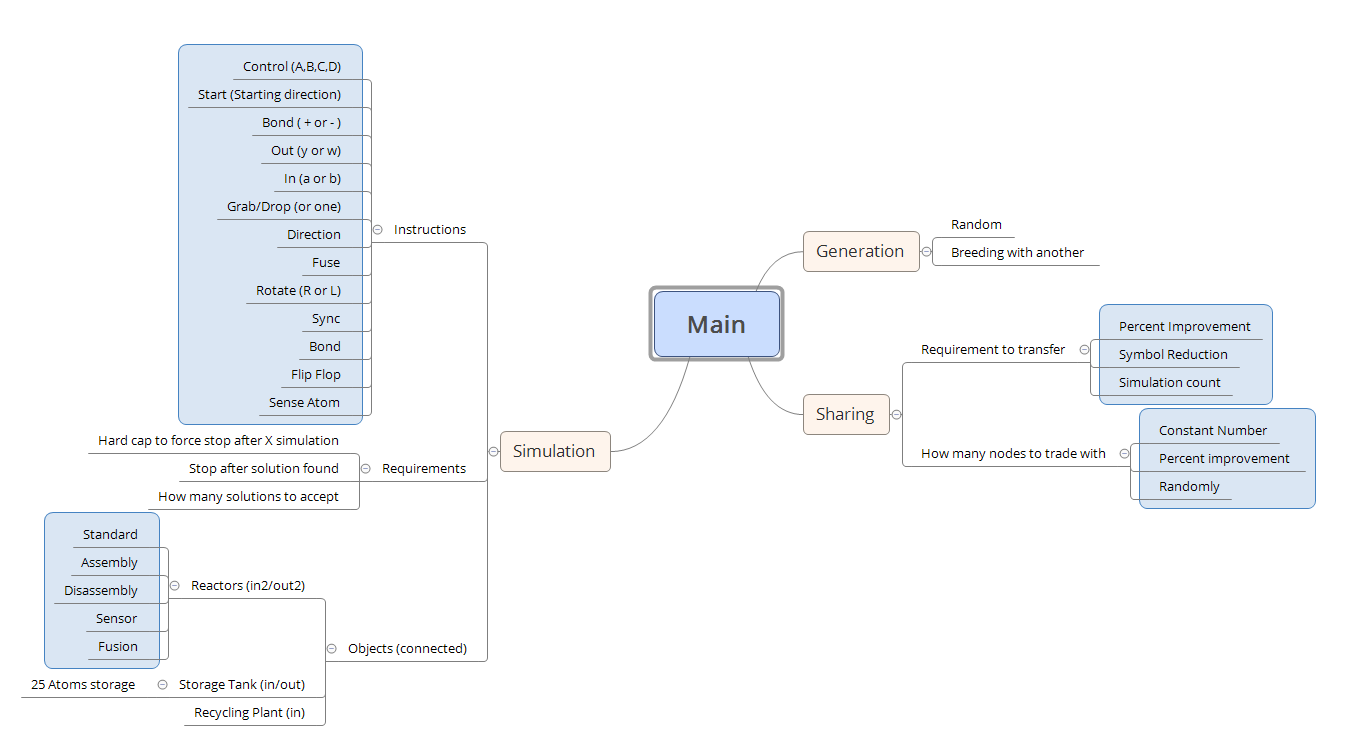 Main
Generation
Random
Breeding with another
Sharing
Requirement to transfer
Percent Improvement
Symbol Reduction
Simulation count
How many nodes to trade with
Constant Number
Percent improvement
Randomly
Simulation
Instructions
Control (A,B,C,D)
Start (Starting direction)
Bond ( + or - )
Out (y or w)
In (a or b)
Grab/Drop (or one)
Direction
Fuse
Rotate (R or L)
Sync
Bond
Flip Flop
Sense Atom
Requirements
Hard cap to force stop after X simulation
Stop after solution found
How many solutions to accept
Objects (connected)
Reactors (in2/out2)
Standard
Assembly
Disassembly
Sensor
Fusion
Storage Tank (in/out)
25 Atoms storage
Recycling Plant (in)